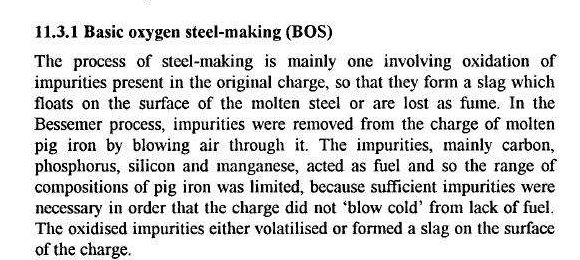 11.3.1 Basic oxygen steel-making (BOS)
The process of steel-making is mainly one involving oxidation of
impurities present in the original charge, so that they form a slag which
floats on the surface of the molten steel or are lost as fume. In the
Bessemer process, impurities were removed from the charge of molten
pig iron by blowing air through it. The impurities, mainly carbon,
phosphorus, silicon and manganese, acted as fuel and so the range of
compositions of pig iron was limited, because sufficient impurities were
necessary in order that the charge did not ‘blow cold’ from lack of fuel.
The oxidised impurities either volatilised or formed a slag on the surface
of the charge.